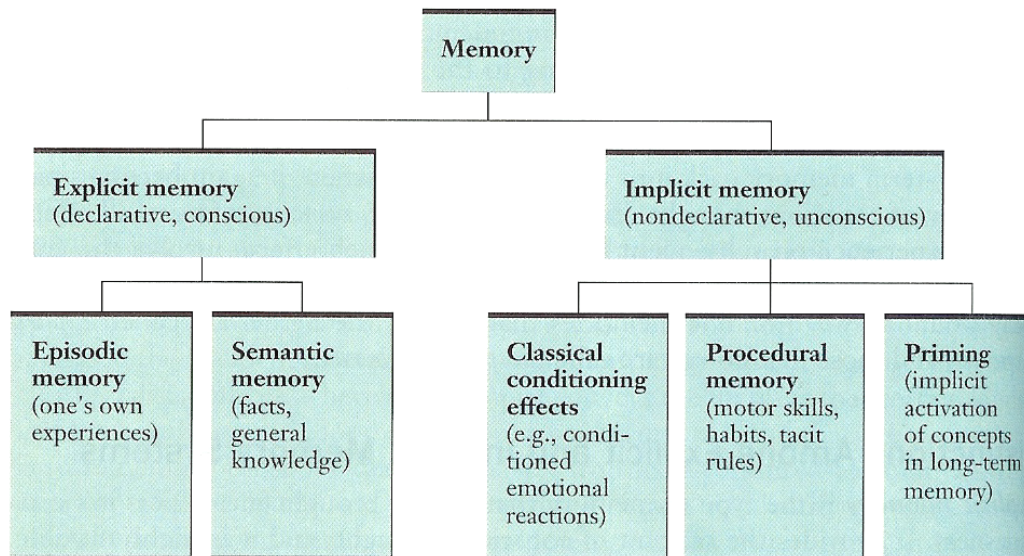 Memory
Explicit memory
(declarative, conscious)
Implicit memory
(nondeclarative, unconscious)
Episodic
memory
(one's own
experiences)
Semantic
memory
(facts,
general
knowledge)
Classical
conditioning
effects
(e.g., condi-
tioned
emotional
reactions)
Procedural
memory
(motor skills,
habits, tacit
rules)
Priming
(implicit
activation
of concepts
in long-term
memory)